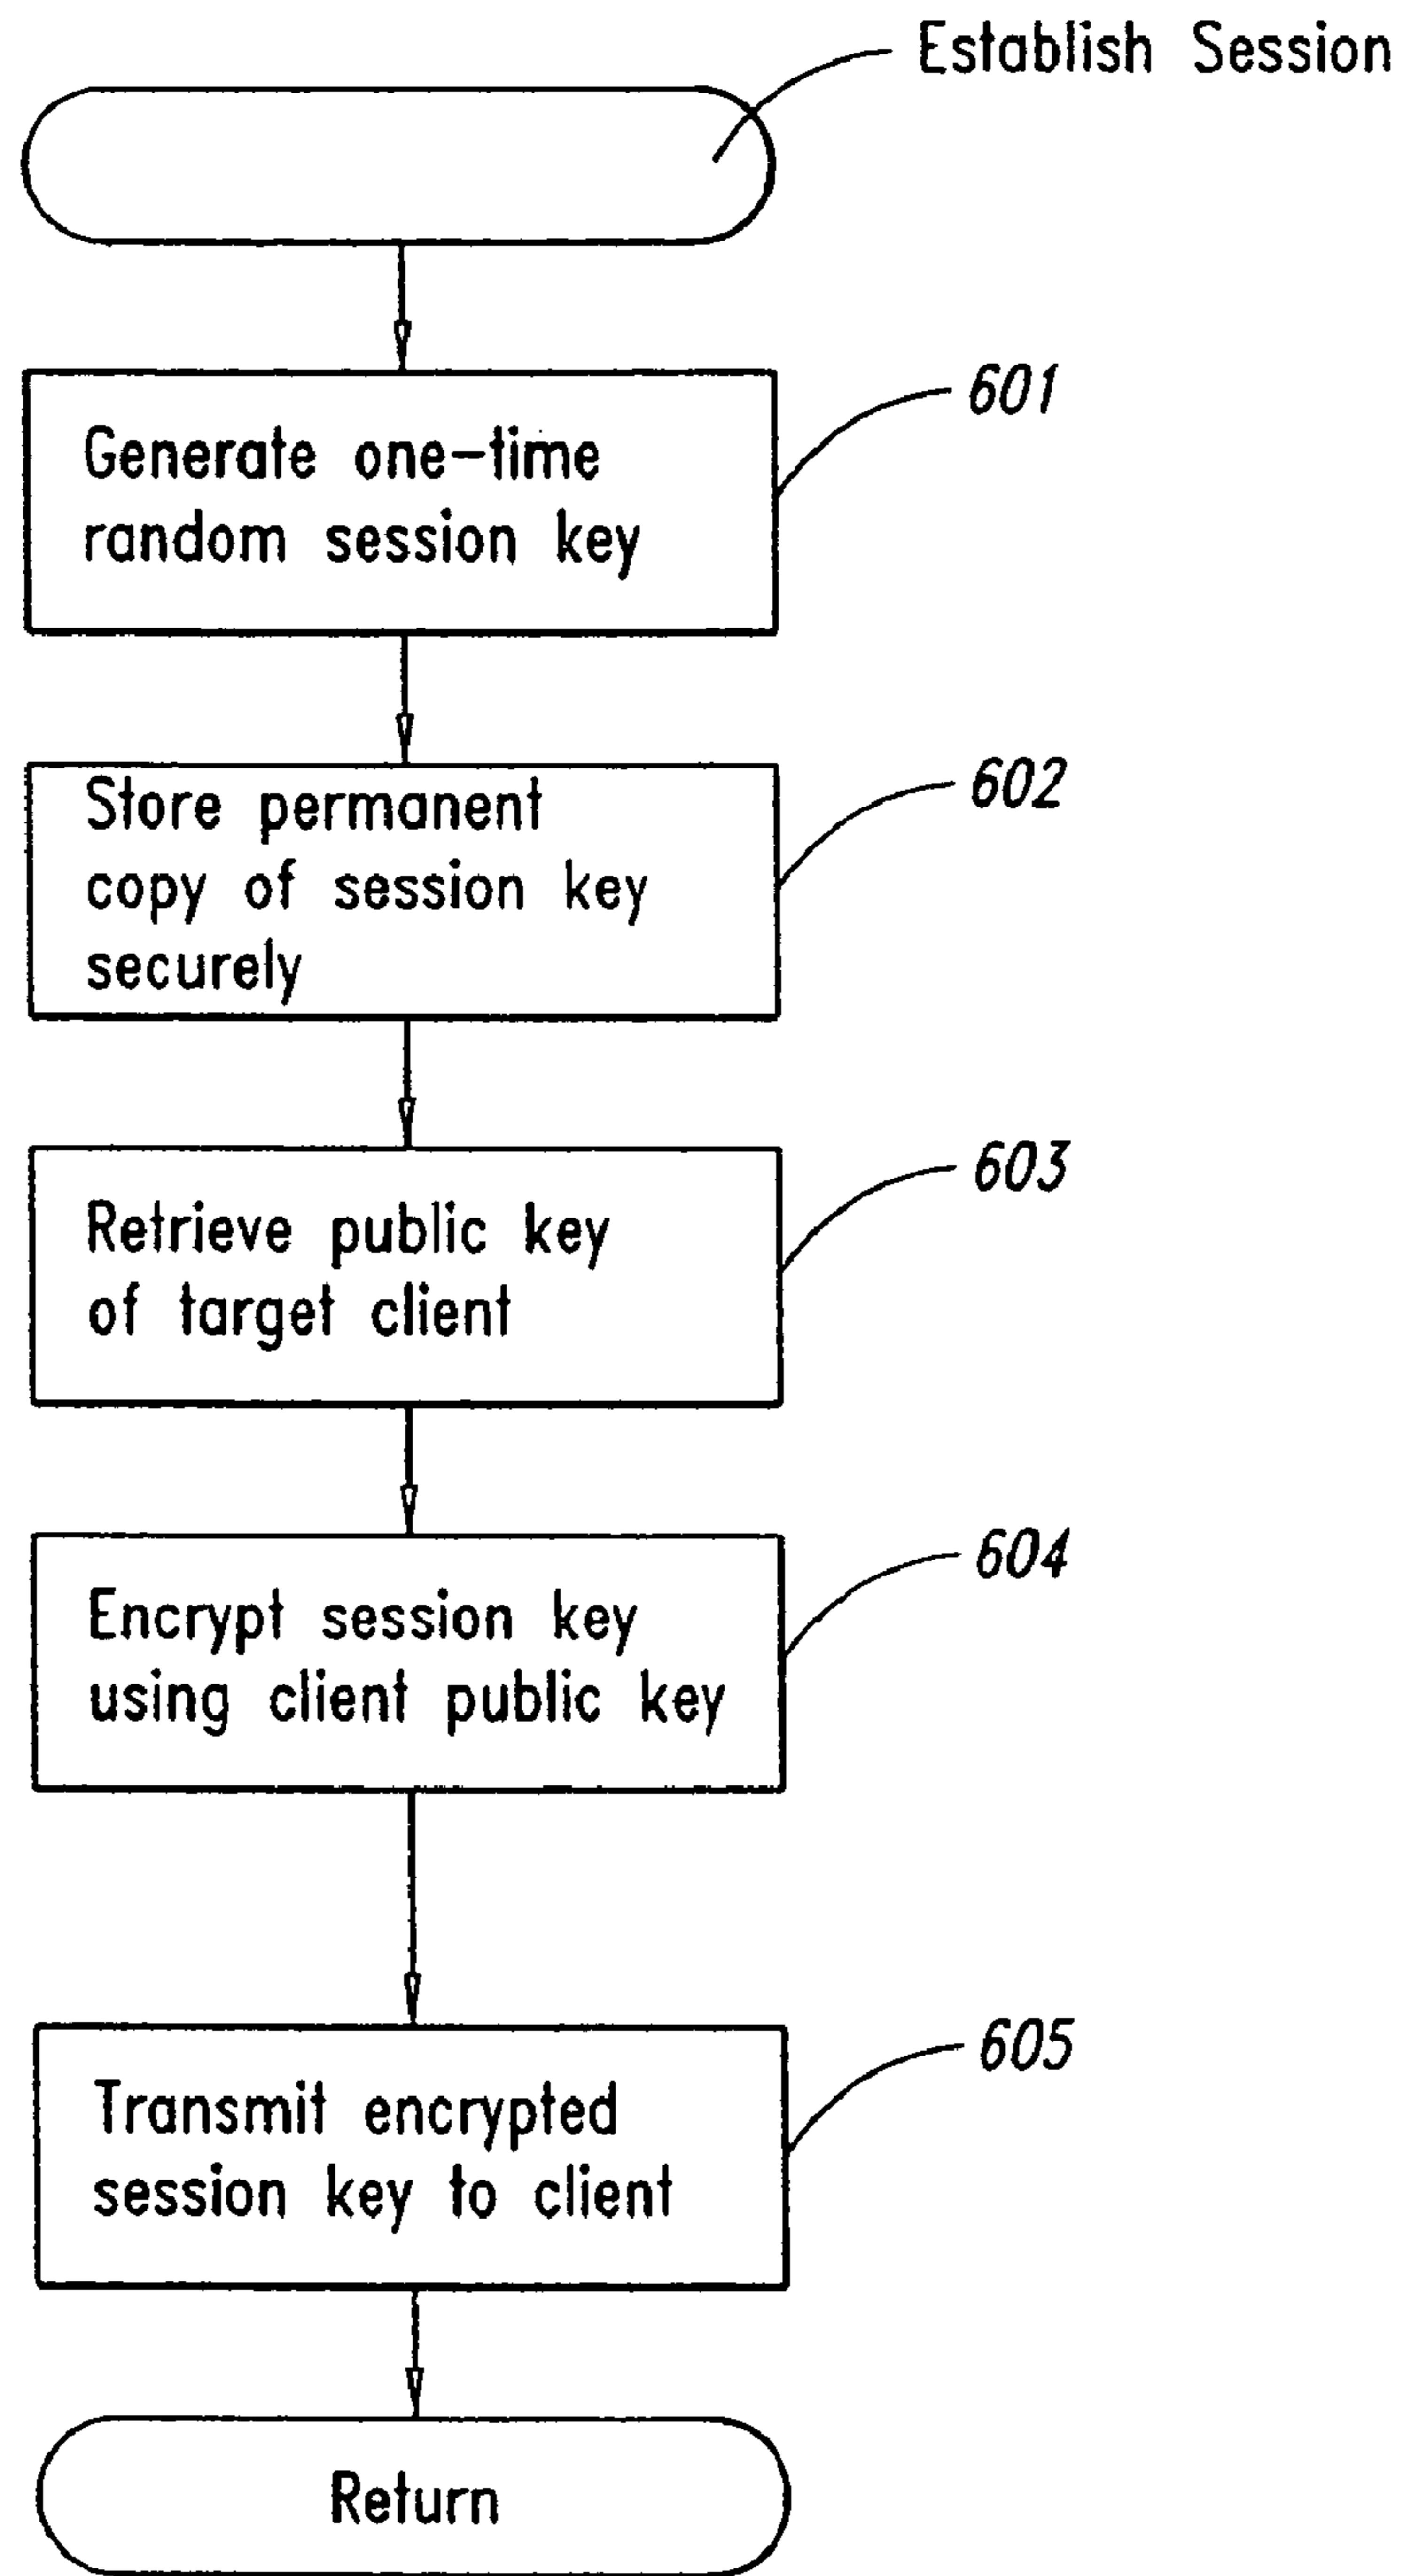 Establish Session
601
Generate one-time
random session key
602
Store permanent
copy of session key
securely
603
Retrieve public key
of target client
604
Encrypt session key
using client public key
605
Transmit encrypted
session key to client
Return